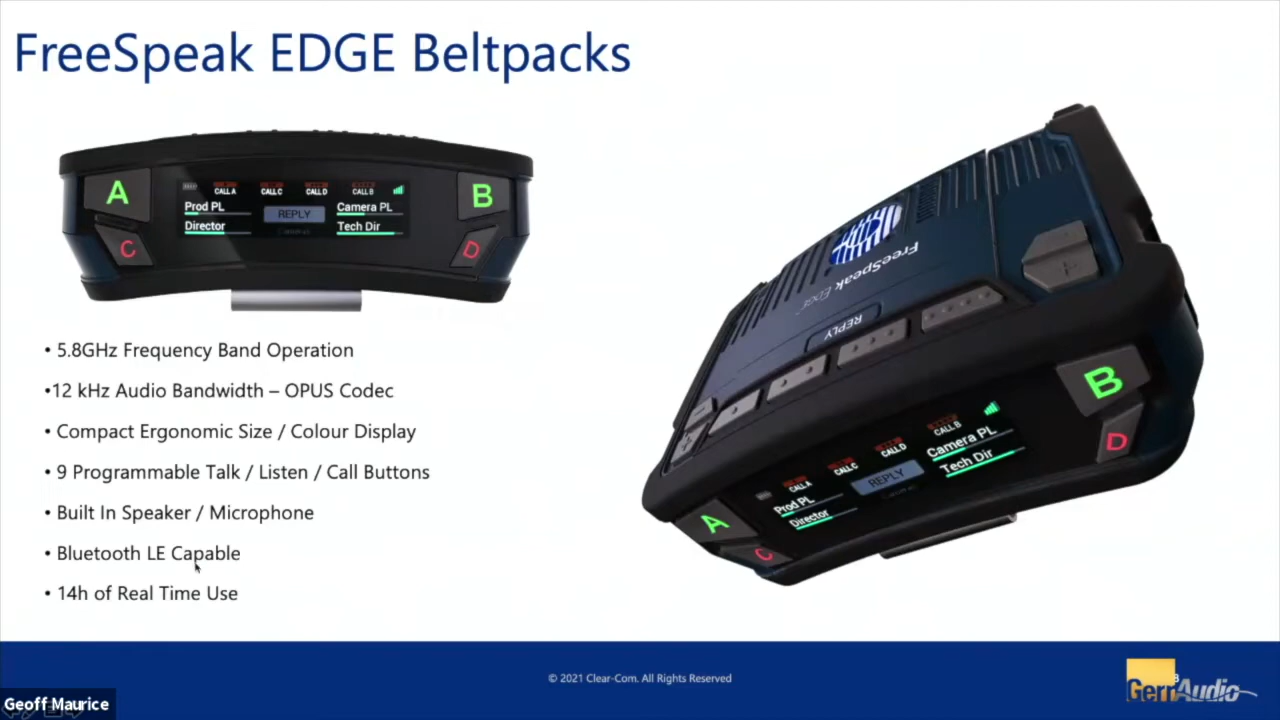 FreeSpeak EDGE Beltpacks
A
B
C
D
CALL A
CALL C
CALL D
CALL B
Prod PL
Director
REPLY
Camera PL
Tech Dir
• 5.8GHz Frequency Band Operation
•12 kHz Audio Bandwidth – OPUS Codec
• Compact Ergonomic Size / Colour Display
• 9 Programmable Talk / Listen / Call Buttons
• Built In Speaker / Microphone
• Bluetooth LE Capable
• 14h of Real Time Use
FreeSpeak EDGE
REPLY
B
D
A
C
CALL A
CALL C
CALL D
CALL B
Prod PL
Director
REPLY
Camera PL
Tech Dir
© 2021 Clear-Com. All Rights Reserved
8
GerrAudio
Geoff Maurice